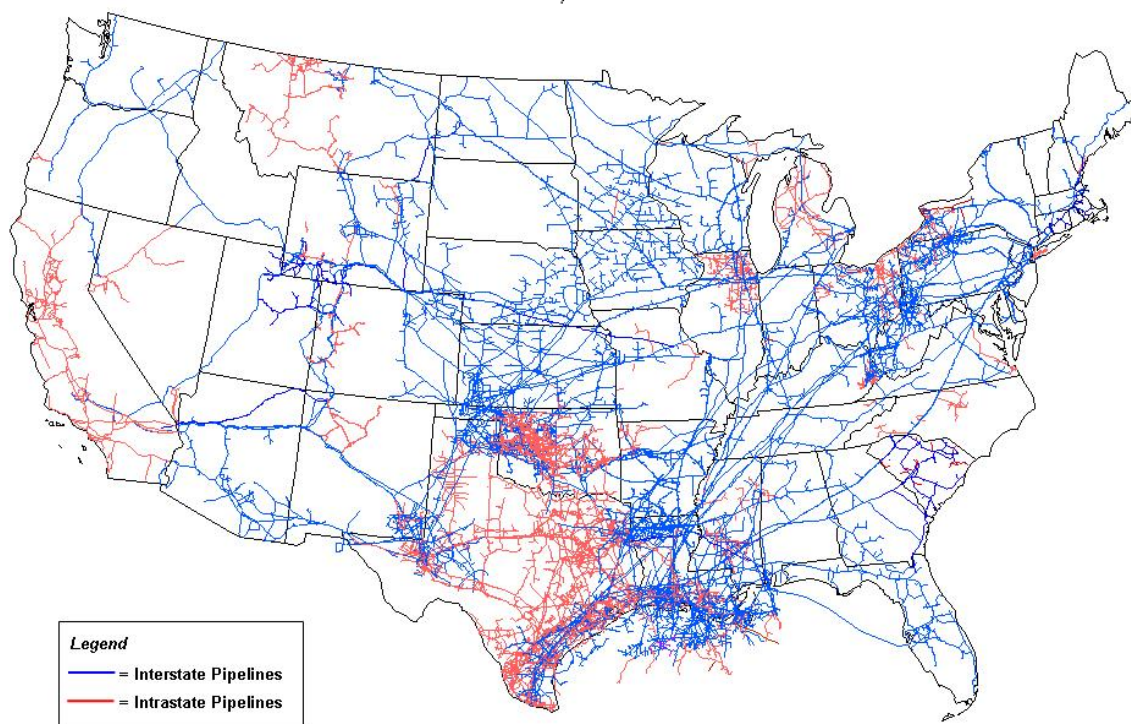 Legend
= Interstate Pipelines
= Intrastate Pipelines